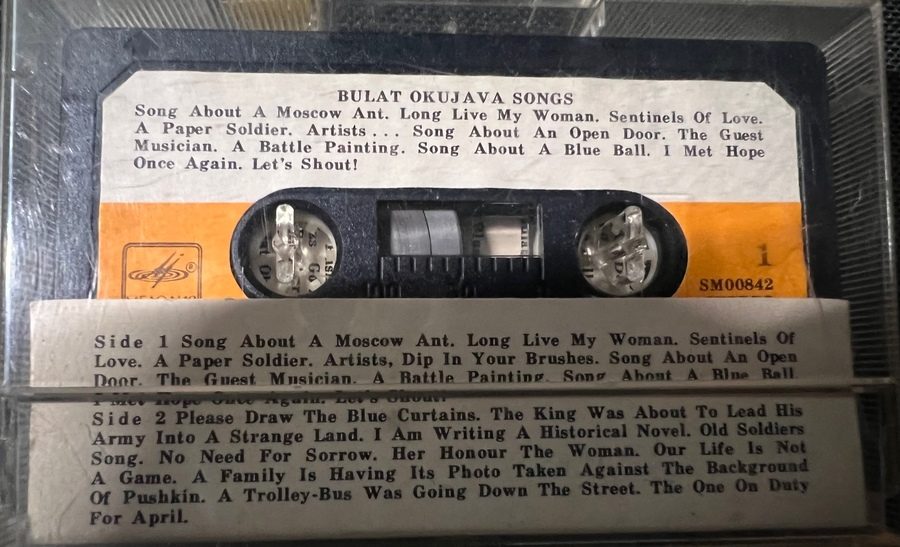 BULAT OKUJAVA SONGS
Song About A Moscow Ant. Long Live My Woman. Sentinels Of Love.
A Paper Soldier. Artists... Song About An Open Door. The Guest
Musician. A Battle Painting. Song About A Blue Ball. I Met Hope
Once Again. Let's Shout!
1
SM00842
Side 1 Song About A Moscow Ant. Long Live My Woman. Sentinels Of
Love. A Paper Soldier. Artists, Dip In Your Brushes. Song About An Open
Door. The Guest Musician. A Battle Painting. Song About A Blue Ball.
I Met Hope Once Again. Let's Shout!
Side 2 Please Draw The Blue Curtains. The King Was About To Lead His
Army Into A Strange Land. I Am Writing A Historical Novel. Old Soldiers
Song. No Need For Sorrow. Her Honour The Woman. Our Life Is Not
A Game. A Family Is Having Its Photo Taken Against The Background
Of Pushkin. A Trolley-Bus Was Going Down The Street. The One On Duty
For April.